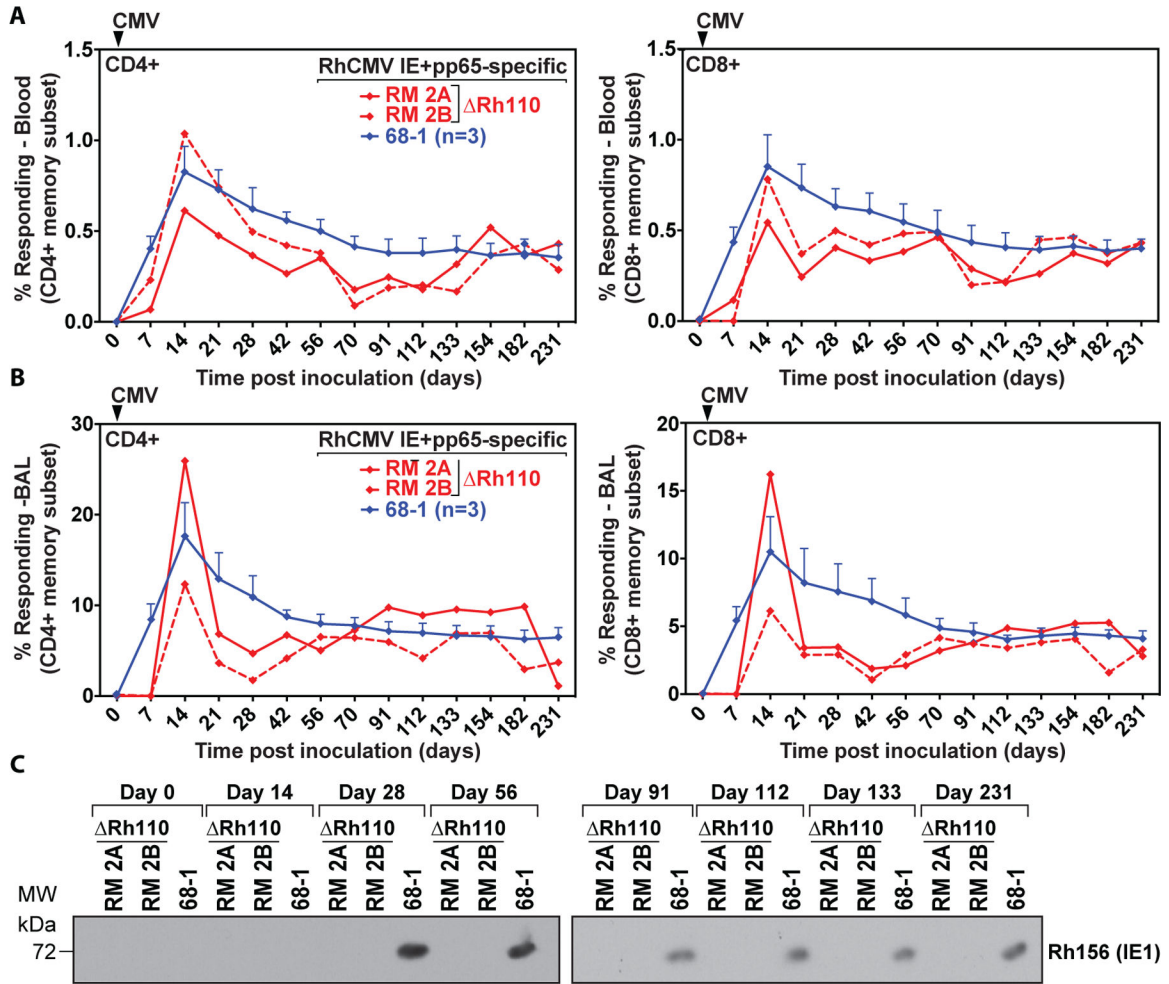 A
CMV
CD4+
RhCMV IE+pp65-specific
RM 2A
RM 2B
ΔRh110
68-1 (n=3)
% Responding - Blood
(CD4+ memory subset)
1.5
1.0
0.5
0.0
0 7 14 21 28 42 56 70 91 112 133 154 182 231
Time post inoculation (days)
CMV
CD8+
% Responding - Blood
(CD8+ memory subset)
1.5
1.0
0.5
0.0
0 7 14 21 28 42 56 70 91 112 133 154 182 231
Time post inoculation (days)
B
CMV
CD4+
RhCMV IE+pp65-specific
RM 2A
RM 2B
ΔRh110
68-1 (n=3)
% Responding -BAL
(CD4+ memory subset)
30
20
10
0
0 7 14 21 28 42 56 70 91 112 133 154 182 231
Time post inoculation (days)
CMV
CD8+
% Responding - BAL
(CD8+ memory subset)
20
15
10
5
0
0 7 14 21 28 42 56 70 91 112 133 154 182 231
Time post inoculation (days)
C
Day 0 Day 14 Day 28 Day 56 Day 91 Day 112 Day 133 Day 231
ΔRh110 ΔRh110 ΔRh110 ΔRh110 ΔRh110 ΔRh110 ΔRh110 ΔRh110
RM 2A RM 2B 68-1 RM 2A RM 2B 68-1 RM 2A RM 2B 68-1 RM 2A RM 2B 68-1 RM 2A RM 2B 68-1 RM 2A RM 2B 68-1 RM 2A RM 2B 68-1 RM 2A RM 2B 68-1
MW
kDa
72
Rh156 (IE1)